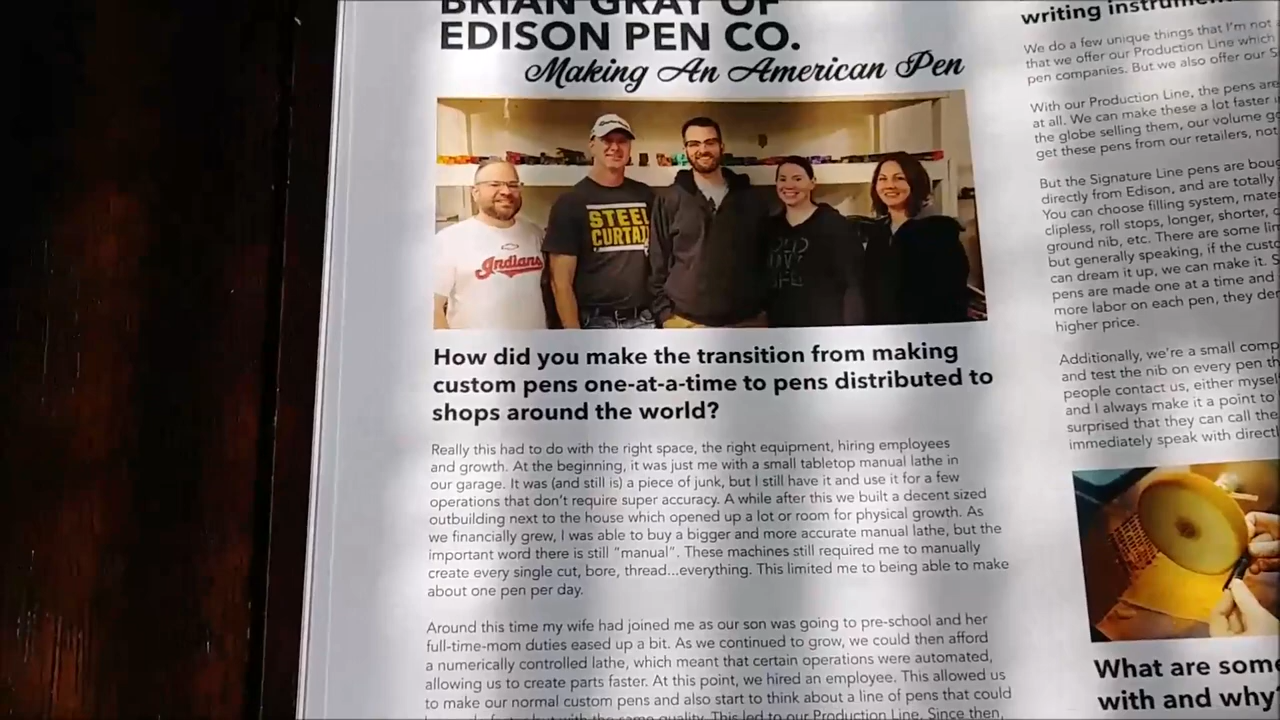 BRIAN GRAY OF
EDISON PEN CO.
Making An American Pen
STEEL
CURTAIN
Indians
How did you make the transition from making
custom pens one-at-a-time to pens distributed to
shops around the world?
Really this had to do with the right space, the right equipment, hiring employees
and growth. At the beginning, it was just me with a small tabletop manual lathe in
our garage. It was (and still is) a piece of junk, but I still have it and use it for a few
operations that don't require super accuracy. A while after this we built a decent sized
outbuilding next to the house which opened up a lot or room for physical growth. As
we financially grew, I was able to buy a bigger and more accurate manual lathe, but the
important word there is still "manual". These machines still required me to manually
create every single cut, bore, thread...everything. This limited me to being able to make
about one pen per day.
Around this time my wife had joined me as our son was going to pre-school and her
full-time-mom duties eased up a bit. As we continued to grow, we could then afford
a numerically controlled lathe, which meant that certain operations were automated,
allowing us to create parts faster. At this point, we hired an employee. This allowed us
to make our normal custom pens and also start to think about a line of pens that could
but with the same quality. This led to our Production Line. Since then,
writing
We do a few unique things that I'm not
that we offer our Production Line which
pen companies. But we also offer our S
With our Production Line, the pens are
at all. We can make these a lot faster
the globe selling them, our volume
get these pens from our retailers, not
But the Signature Line pens are
directly from Edison, and are totally
You can choose filling system,
clipless, roll stops, longer, shorter,
ground nib, etc. There are some
but generally speaking, if the
can dream it up, we can make it. S
pens are made one at a time and
more labor on each pen, they
higher price.
Additionally, we're a small
and test the nib on every pen
people contact us, either
and I always make it a point to
surprised that they can call the
immediately speak with
What are some
with and why?